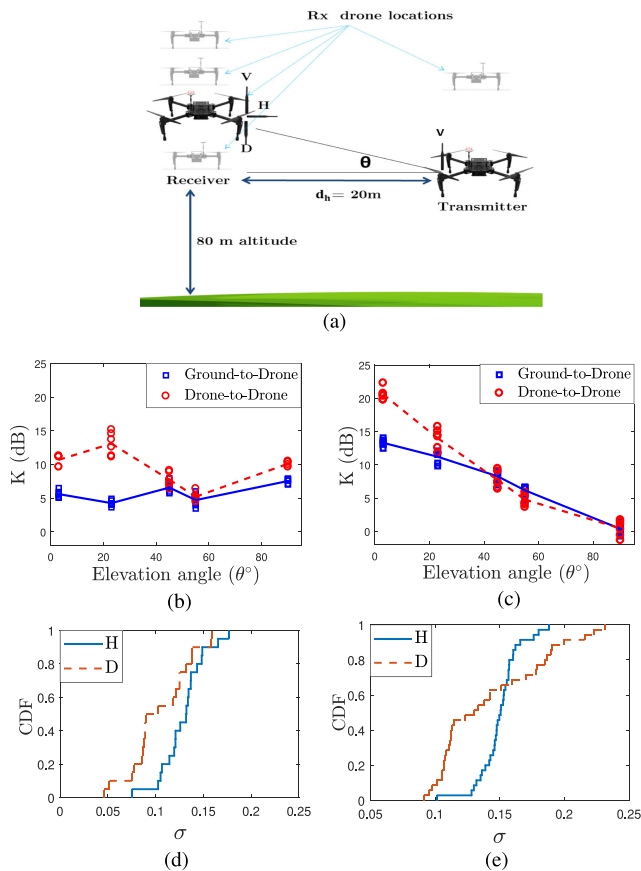 Rx drone locations
V
H
D
V
θ
Receiver
d_h = 20m
Transmitter
80 m altitude
(a)
25
20
15
10
5
0
K (dB)
Ground-to-Drone
Drone-to-Drone
0 20 40 60 80
Elevation angle (θ°)
(b)
25
20
15
10
5
0
K (dB)
Ground-to-Drone
Drone-to-Drone
0 20 40 60 80
Elevation angle (θ°)
(c)
1
0.8
0.6
0.4
0.2
0
CDF
H
D
0 0.05 0.1 0.15 0.2 0.25
σ
(d)
1
0.8
0.6
0.4
0.2
0
CDF
H
D
0.05 0.1 0.15 0.2 0.25
σ
(e)